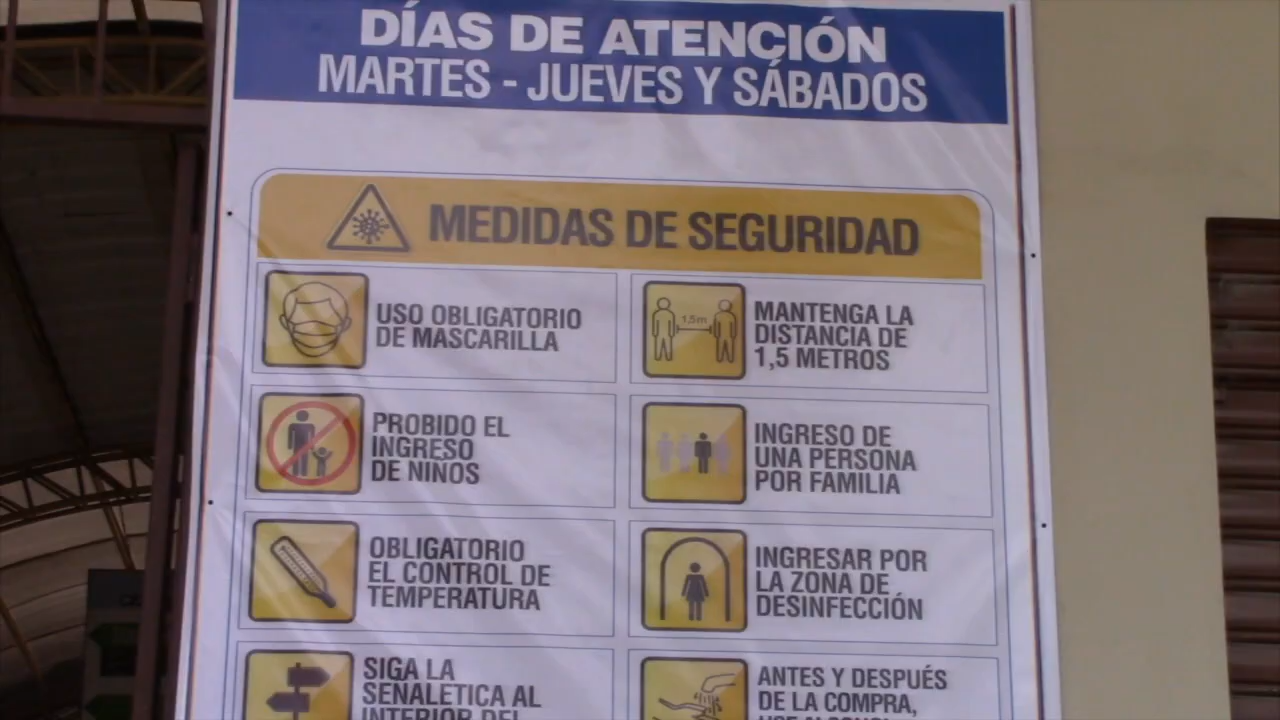 DÍAS DE ATENCIÓN
MARTES - JUEVES Y SÁBADOS
MEDIDAS DE SEGURIDAD
USO OBLIGATORIO
DE MASCARILLA
1,5m
MANTENGA LA
DISTANCIA DE
1,5 METROS
PROBIDO EL
INGRESO
DE NIÑOS
INGRESO DE
UNA PERSONA
POR FAMILIA
OBLIGATORIO
EL CONTROL DE
TEMPERATURA
INGRESAR POR
LA ZONA DE
DESINFECCIÓN
SIGA LA
SEÑALETICA AL
INTERIOR DEL
ANTES Y DESPUÉS
DE LA COMPRA,